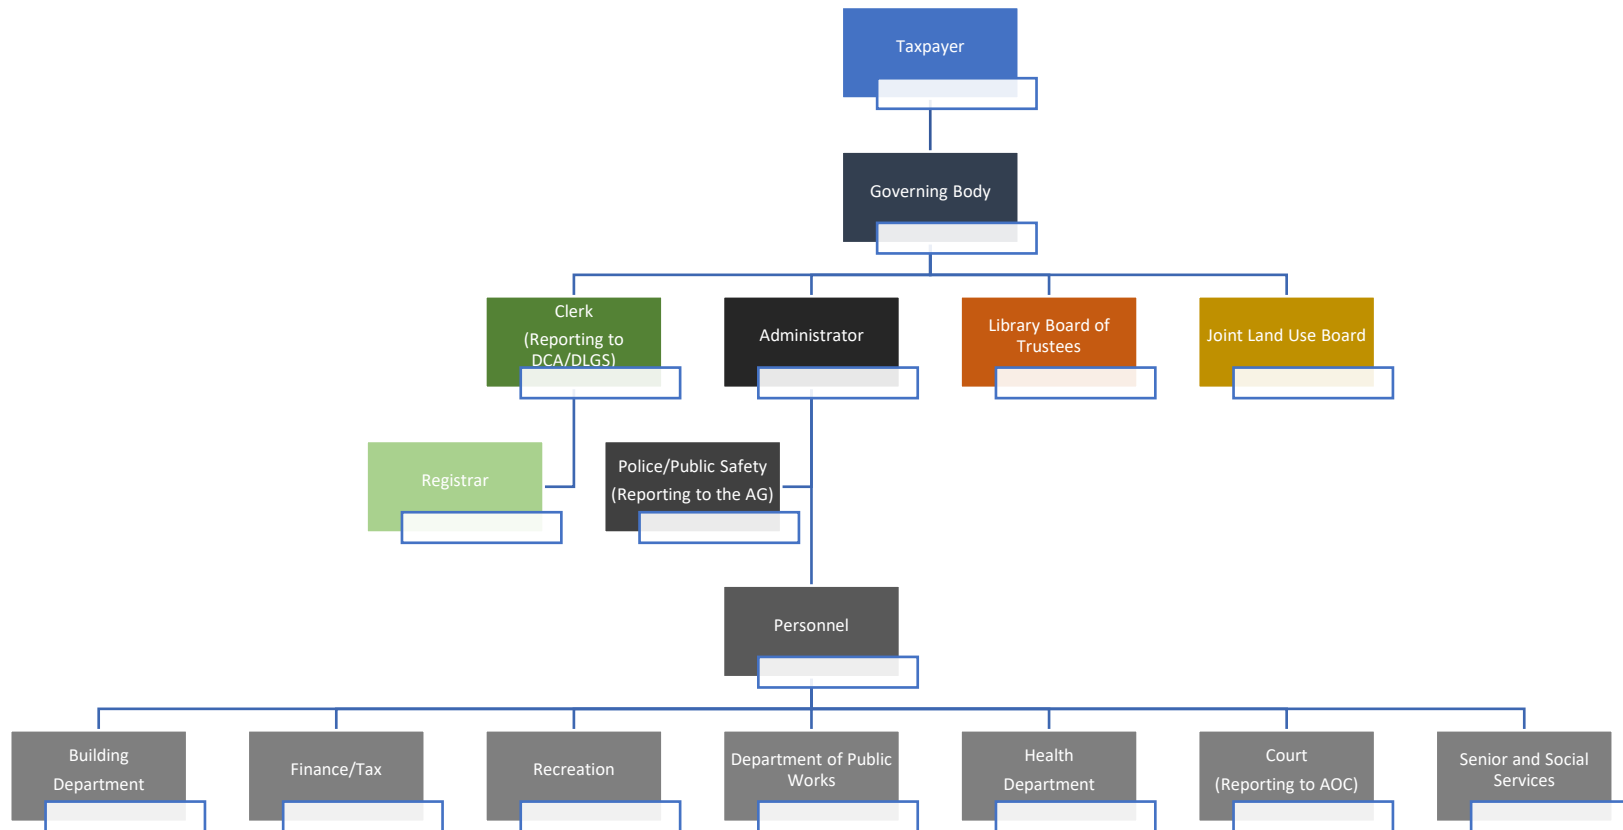 Taxpayer
Governing Body
Clerk
(Reporting to
DCA/DLGS)
Administrator
Library Board of
Trustees
Joint Land Use Board
Registrar
Police/Public Safety
(Reporting to the AG)
Personnel
Building
Department
Finance/Tax
Recreation
Department of Public
Works
Health
Department
Court
(Reporting to AOC)
Senior and Social
Services